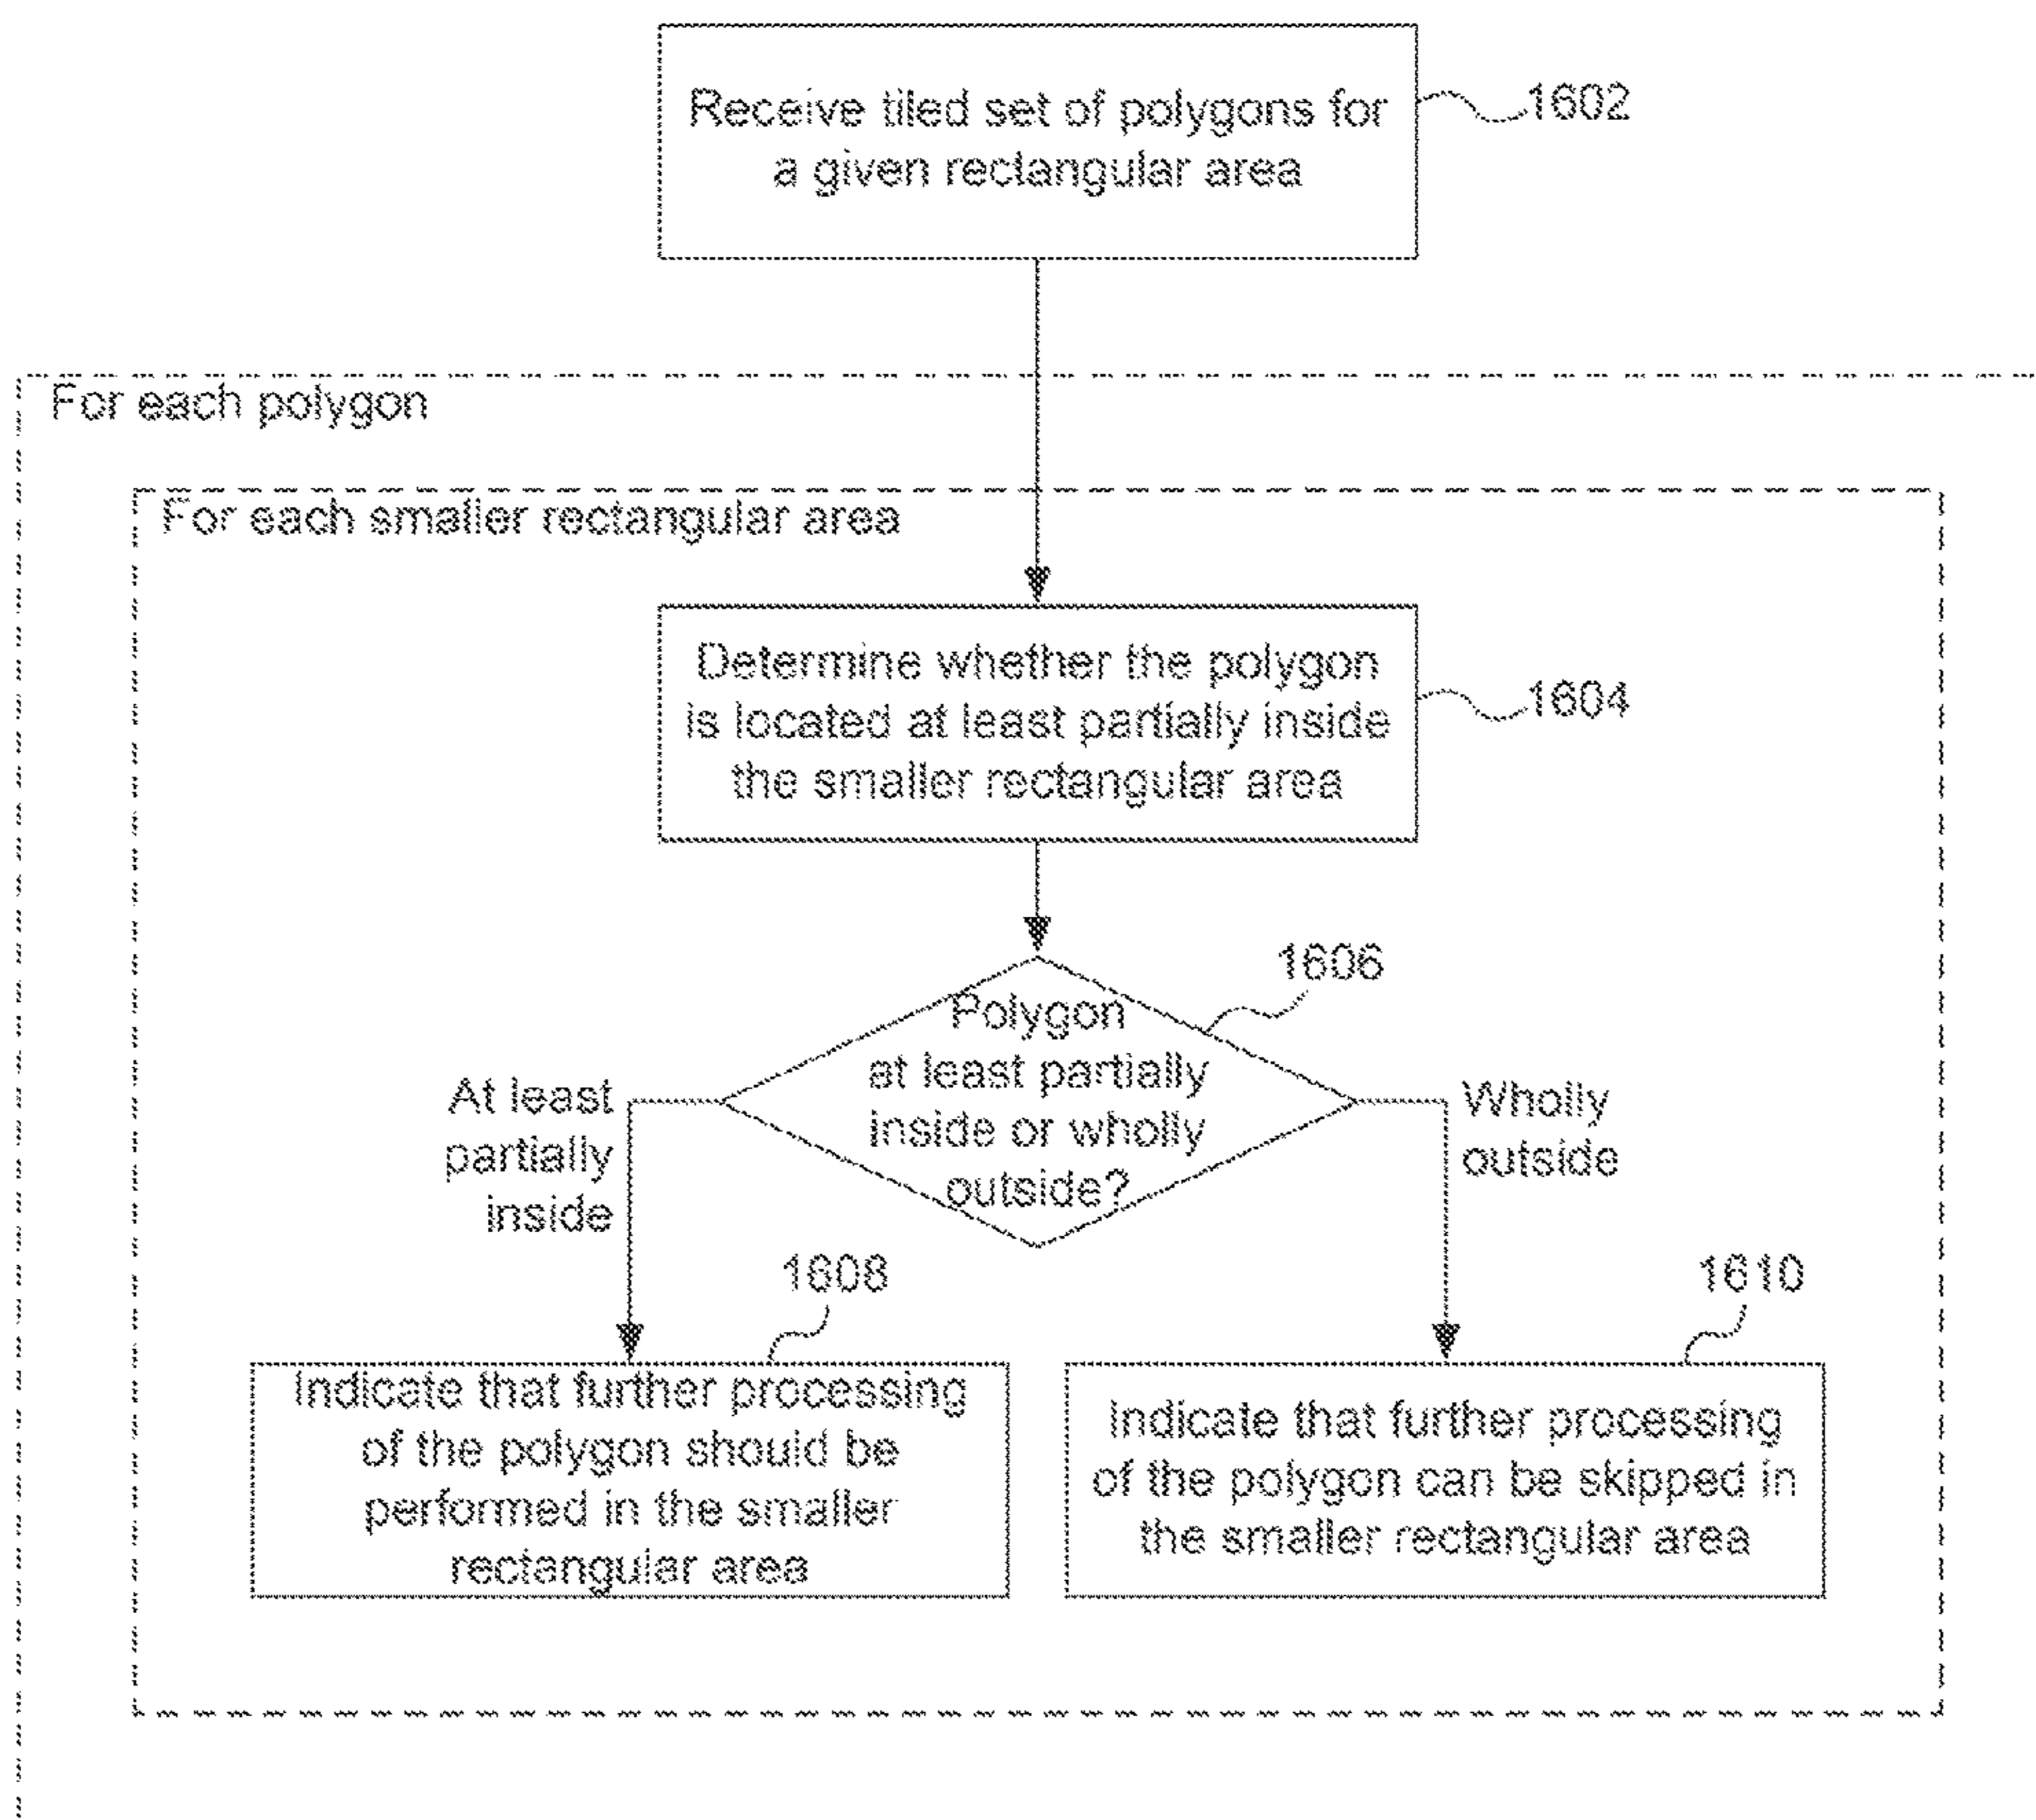 Receive tiled set of polygons for
a given rectangular area
1602
For each polygon
For each smaller rectangular area
Determine whether the polygon
is located at least partially inside
the smaller rectangular area
1604
1606
Polygon
at least partially
inside or wholly
outside?
At least
partially
inside
Wholly
outside
1608
1610
Indicate that further processing
of the polygon should be
performed in the smaller
rectangular area
Indicate that further processing
of the polygon can be skipped in
the smaller rectangular area